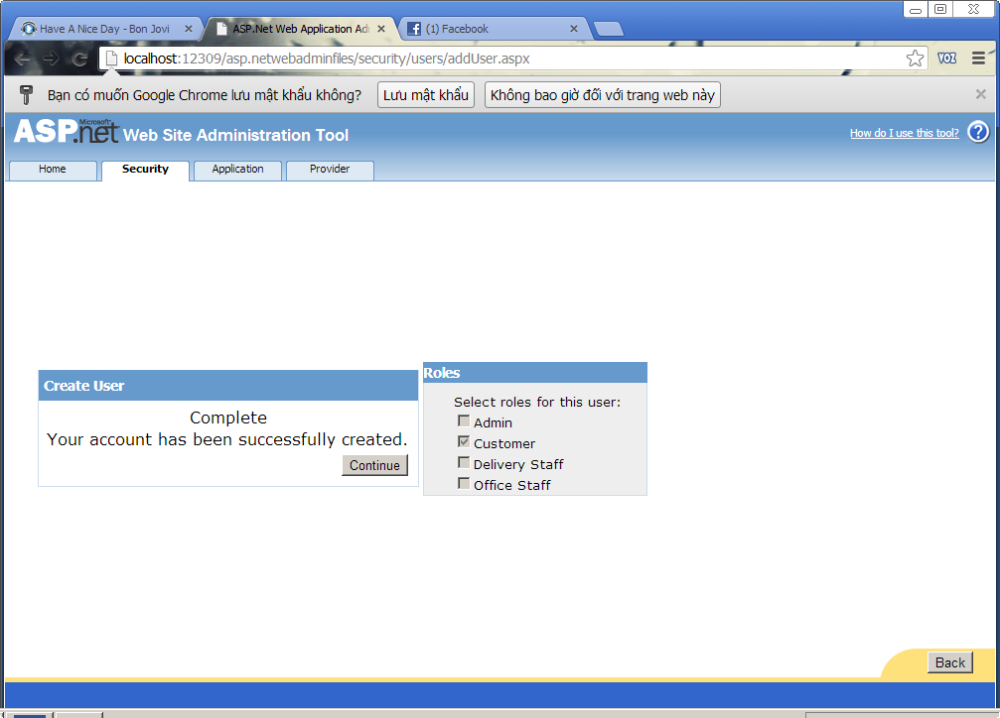 Have A Nice Day - Bon Jovi
ASP.Net Web Application Ad
(1) Facebook
localhost:12309/asp.netwebadminfiles/security/users/addUser.aspx
VOZ
Bạn có muốn Google Chrome lưu mật khẩu không?
Lưu mật khẩu
Không bao giờ đối với trang web này
Microsoft
ASP.net Web Site Administration Tool
How do I use this tool?
?
Home
Security
Application
Provider
Create User
Complete
Your account has been successfully created.
Continue
Roles
Select roles for this user:
Admin
Customer
Delivery Staff
Office Staff
Back